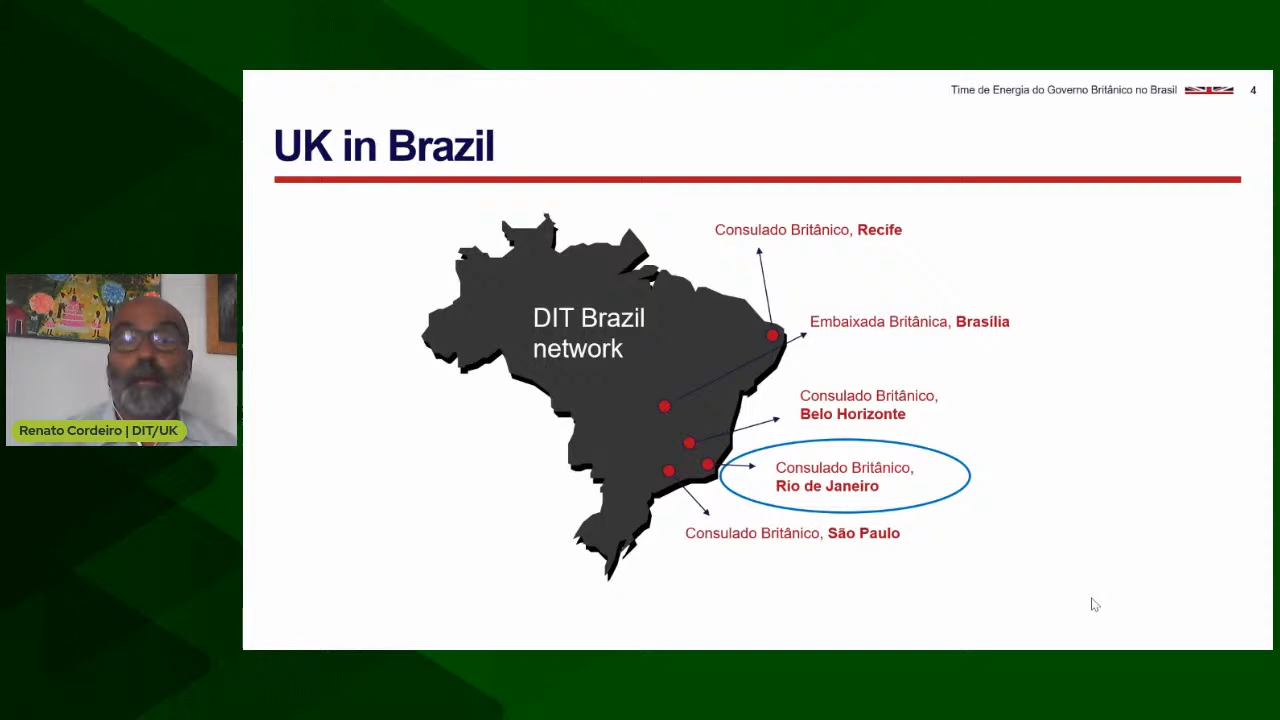 Time de Energia do Governo Britânico no Brasil
4
UK in Brazil
Consulado Britânico, Recife
DIT Brazil
network
Embaixada Britânica, Brasília
Consulado Britânico,
Belo Horizonte
Consulado Britânico,
Rio de Janeiro
Consulado Britânico, São Paulo
Renato Cordeiro | DIT/UK